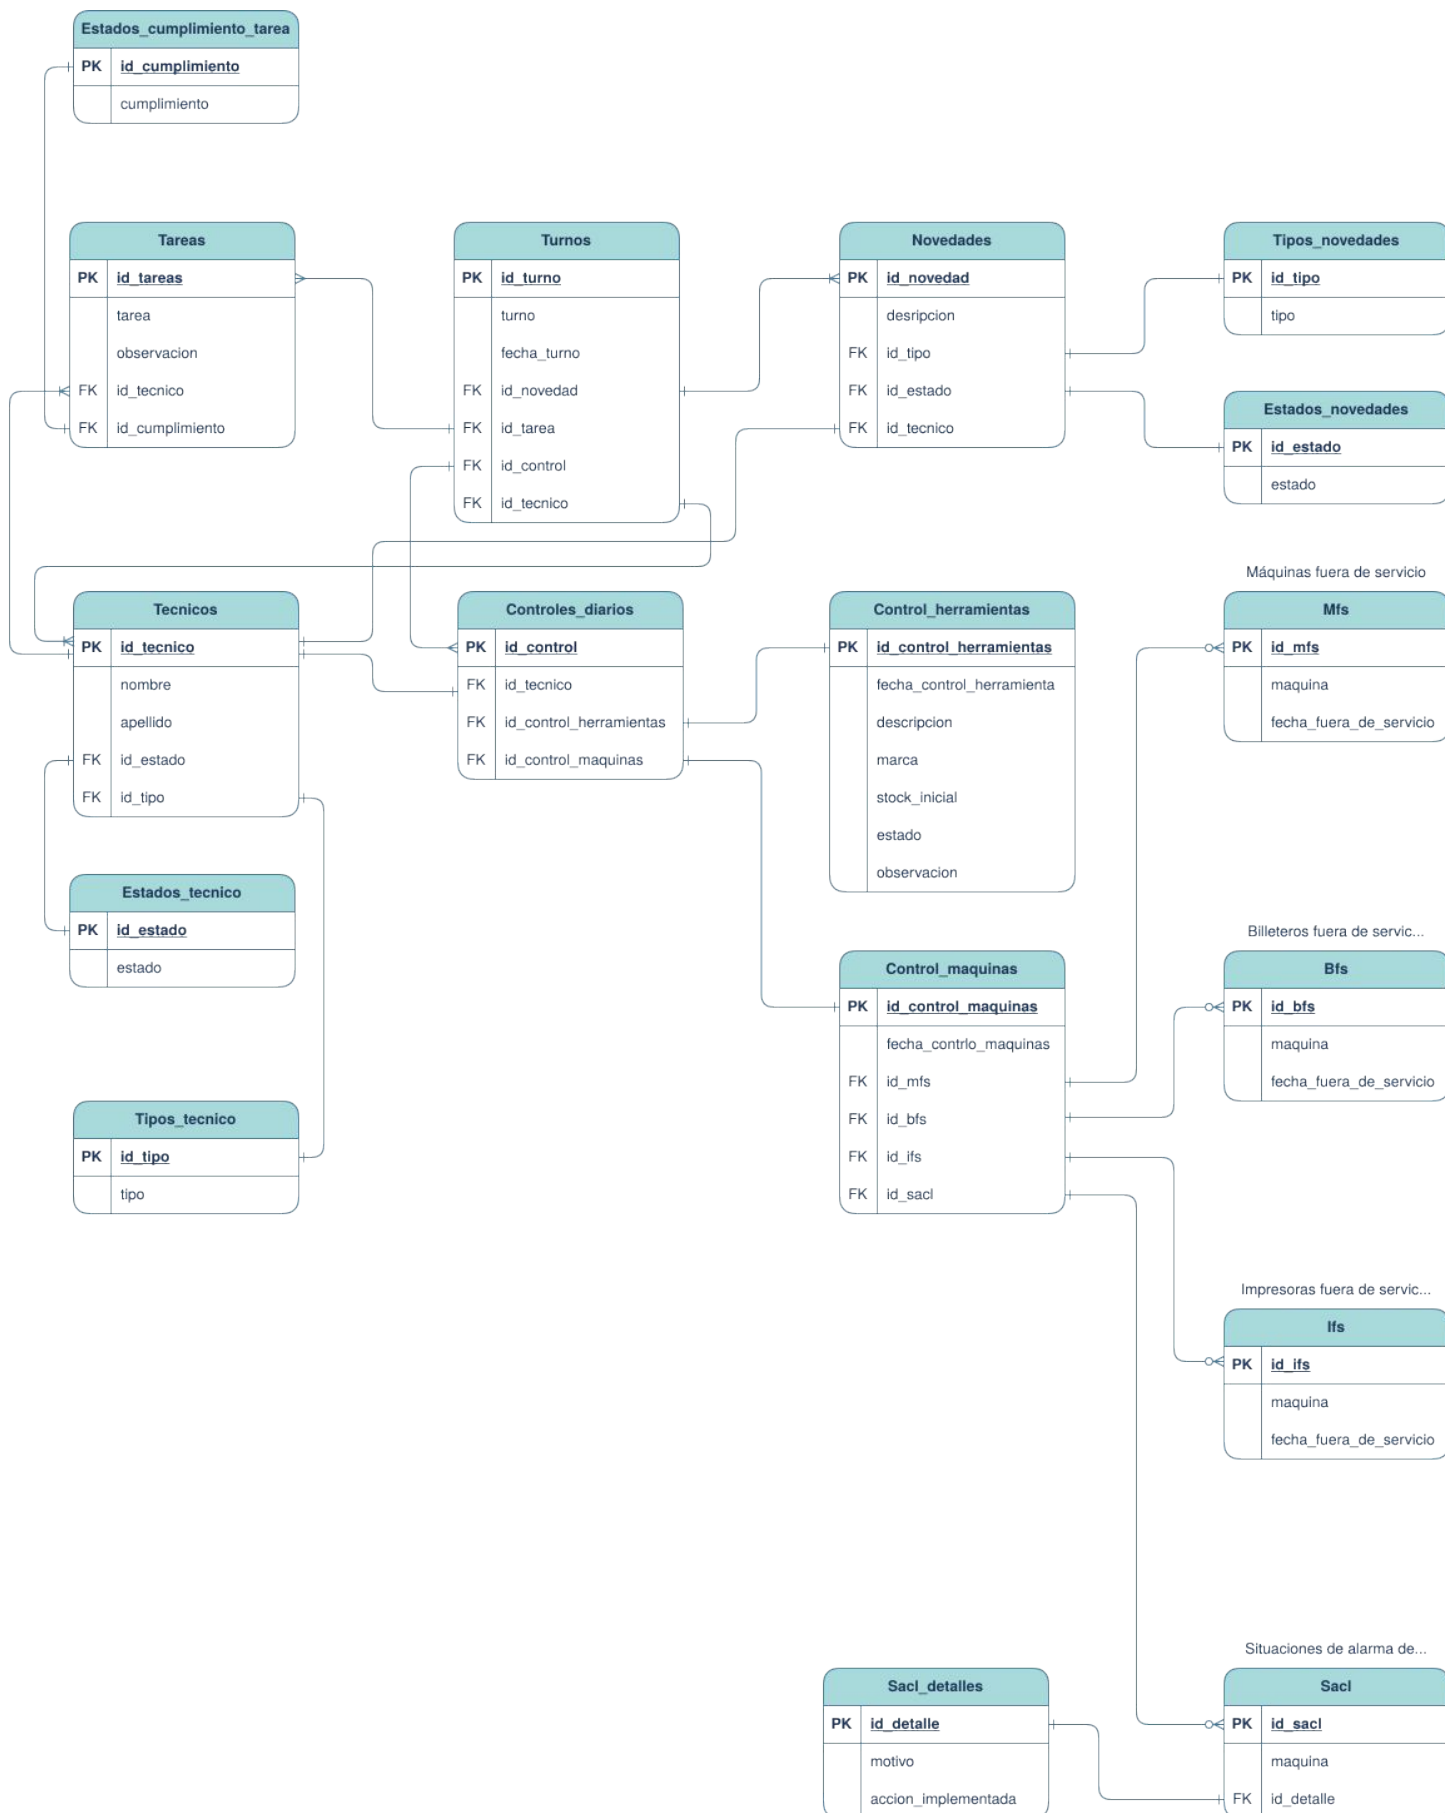 Estados_cumplimiento_tarea
PK id_cumplimiento
cumplimiento
Tareas
PK id_tareas
tarea
observacion
FK id_tecnico
FK id_cumplimiento
Turnos
PK id_turno
turno
fecha_turno
FK id_novedad
FK id_tarea
FK id_control
FK id_tecnico
Novedades
PK id_novedad
desripcion
FK id_tipo
FK id_estado
FK id_tecnico
Tipos_novedades
PK id_tipo
tipo
Estados_novedades
PK id_estado
estado
Tecnicos
PK id_tecnico
nombre
apellido
FK id_estado
FK id_tipo
Controles_diarios
PK id_control
FK id_tecnico
FK id_control_herramientas
FK id_control_maquinas
Control_herramientas
PK id_control_herramientas
fecha_control_herramienta
descripcion
marca
stock_inicial
estado
observacion
Máquinas fuera de servicio
Mfs
PK id_mfs
maquina
fecha_fuera_de_servicio
Estados_tecnico
PK id_estado
estado
Control_maquinas
PK id_control_maquinas
fecha_contrlo_maquinas
FK id_mfs
FK id_bfs
FK id_ifs
FK id_sacl
Billeteros fuera de servic...
Bfs
PK id_bfs
maquina
fecha_fuera_de_servicio
Tipos_tecnico
PK id_tipo
tipo
Impresoras fuera de servic...
Ifs
PK id_ifs
maquina
fecha_fuera_de_servicio
Sacl_detalles
PK id_detalle
motivo
accion_implementada
Situaciones de alarma de...
Sacl
PK id_sacl
maquina
FK id_detalle